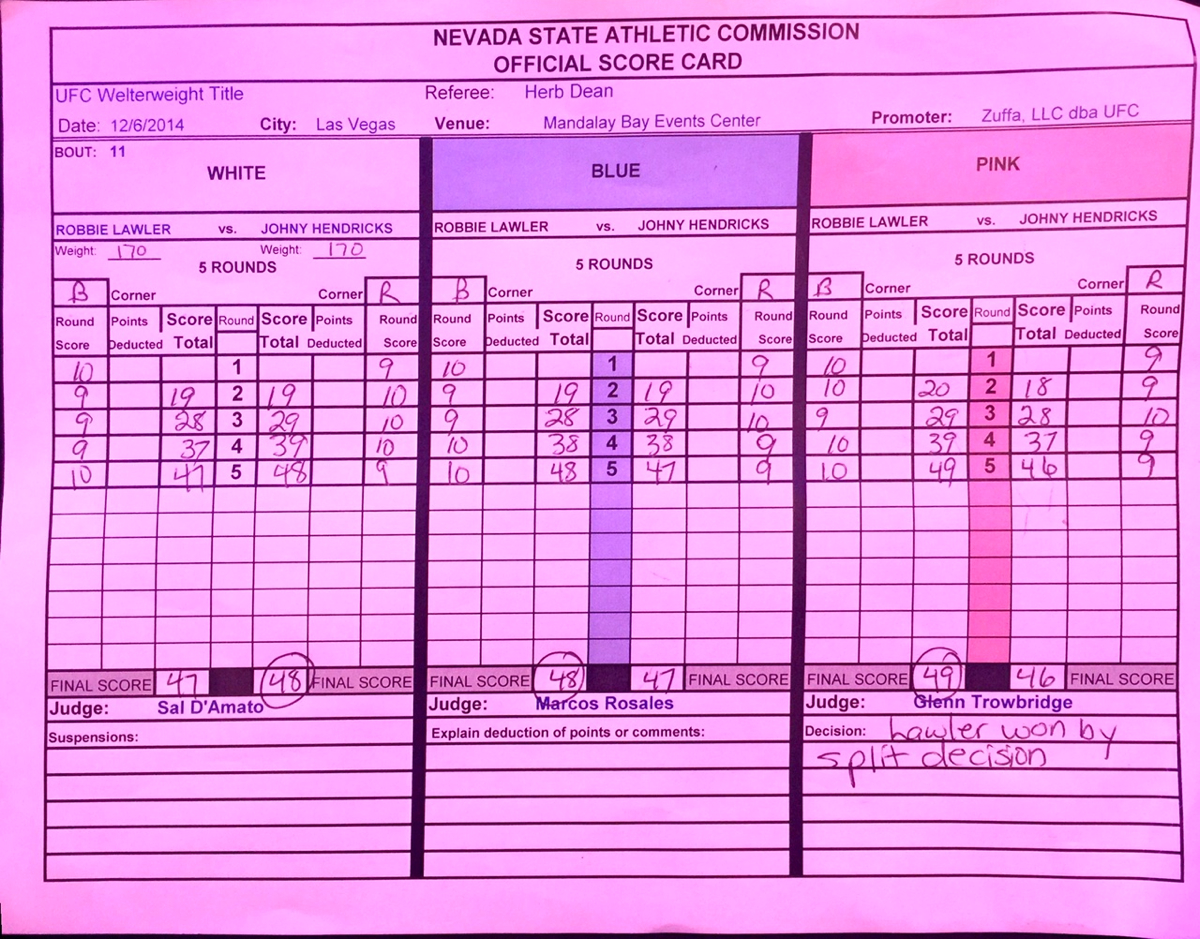 NEVADA STATE ATHLETIC COMMISSION
OFFICIAL SCORE CARD
UFC Welterweight Title Referee: Herb Dean
Date: 12/6/2014 City: Las Vegas Venue: Mandalay Bay Events Center Promoter: Zuffa, LLC dba UFC
BOUT: 11
WHITE BLUE PINK
ROBBIE LAWLER vs. JOHNY HENDRICKS ROBBIE LAWLER vs. JOHNY HENDRICKS ROBBIE LAWLER vs. JOHNY HENDRICKS
Weight: 170 Weight: 170
5 ROUNDS 5 ROUNDS 5 ROUNDS
B Corner Corner R B Corner Corner R B Corner Corner R
Round Points Score Round Score Points Round Round Points Score Round Score Points Round Round Points Score Round Score Points Round
Score Deducted Total Total Deducted Score Score Deducted Total Total Deducted Score Score Deducted Total Total Deducted Score
10 1 9 10 1 9 10 1 9
9 19 2 19 10 9 19 2 19 10 10 20 2 18 9
9 28 3 29 10 9 28 3 29 10 9 29 3 28 10
9 37 4 39 10 10 38 4 38 9 10 39 4 37 9
10 47 5 48 9 10 48 5 47 9 10 49 5 46 9
FINAL SCORE 47 48 FINAL SCORE FINAL SCORE 48 47 FINAL SCORE FINAL SCORE 49 46 FINAL SCORE
Judge: Sal D'Amato Judge: Marcos Rosales Judge: Glenn Trowbridge
Suspensions: Explain deduction of points or comments: Decision: Lawler won by
split decision